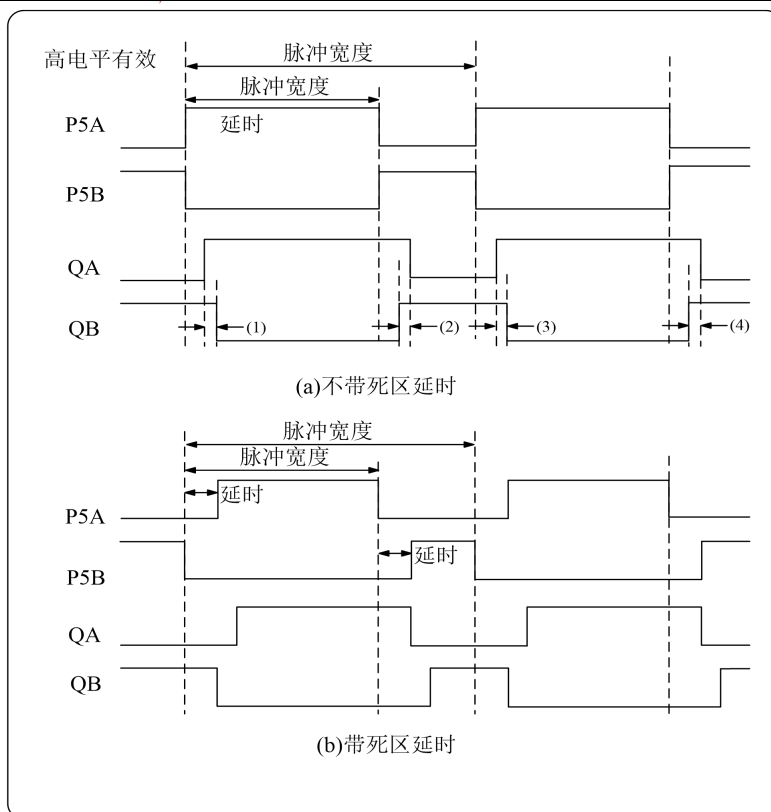 高电平有效
脉冲宽度
脉冲宽度
P5A
延时
P5B
QA
QB
(1)
(2)
(3)
(4)
(a)不带死区延时
脉冲宽度
脉冲宽度
延时
P5A
延时
P5B
QA
QB
(b)带死区延时